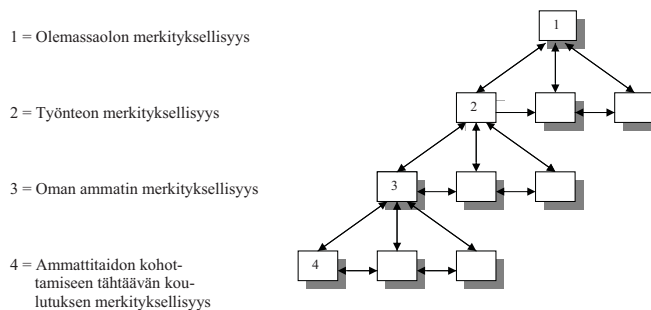 1 = Olemassaolon merkityksellisyys
1
2 = Työnteon merkityksellisyys
2
3 = Oman ammatin merkityksellisyys
3
4 = Ammattitaidon kohot-
tamiseen tähtäävän kou-
lutuksen merkityksellisyys
4